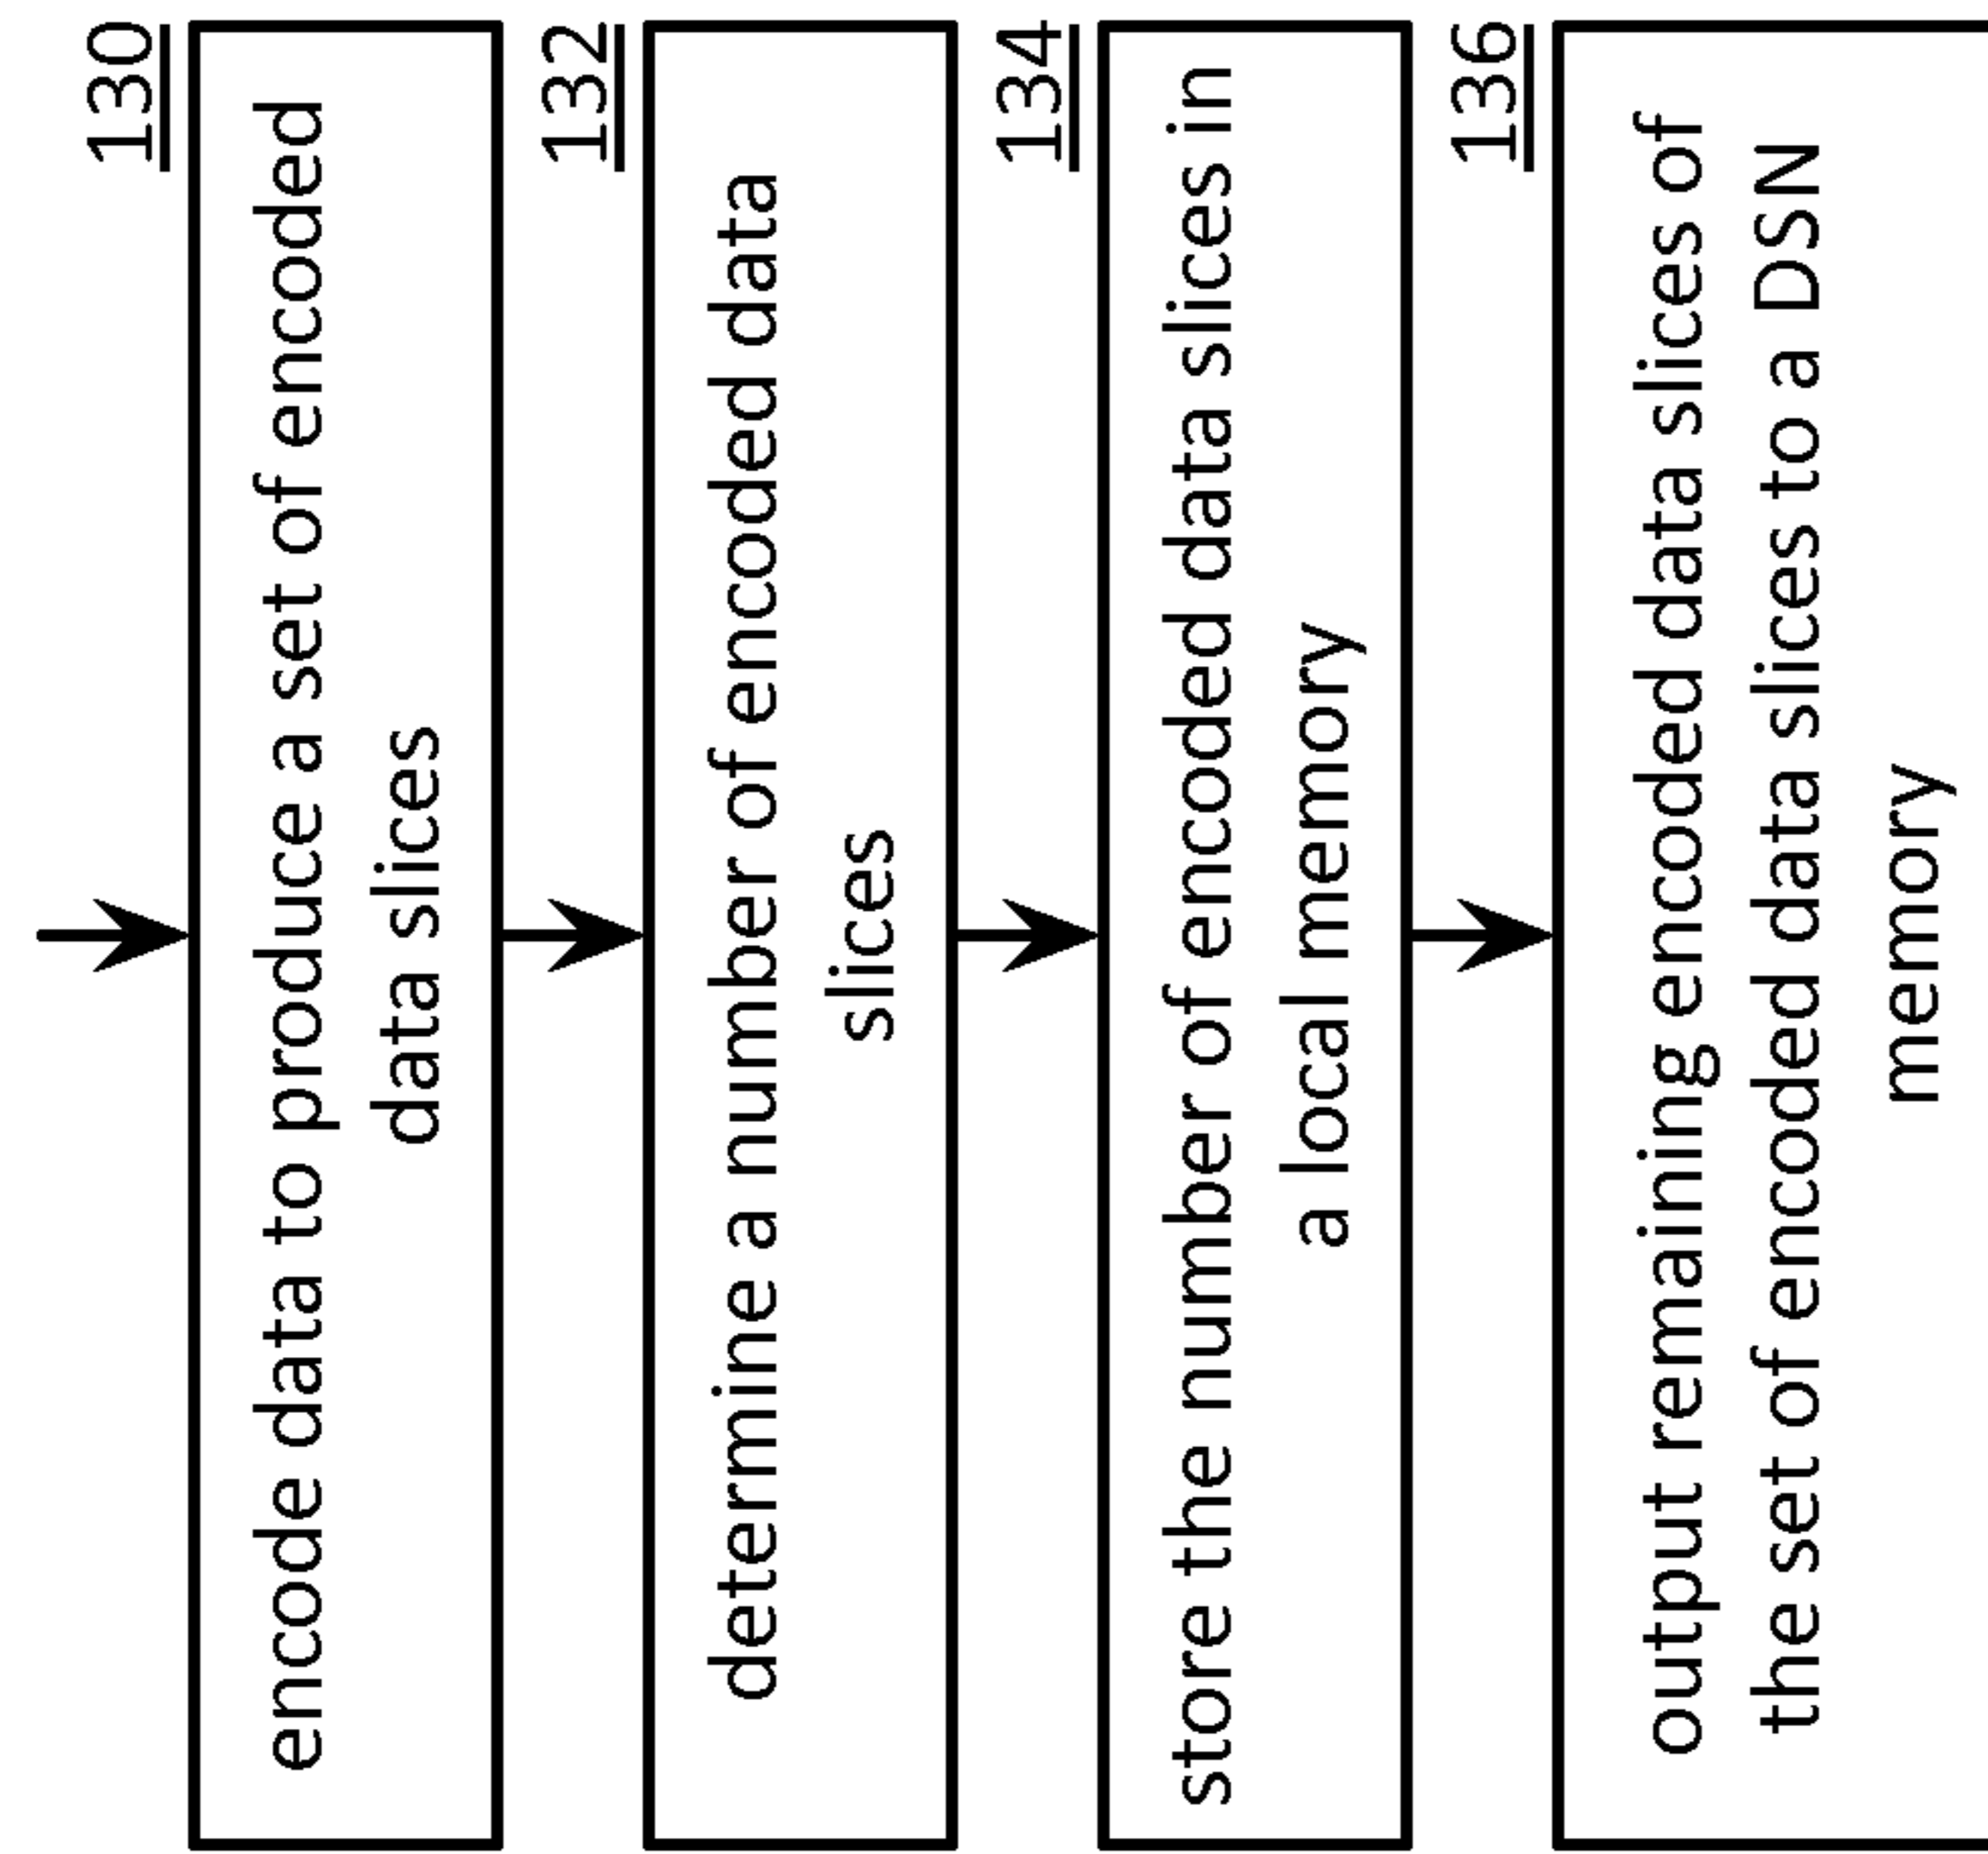 130
encode data to produce a set of encoded
data slices
132
determine a number of encoded data
slices
134
store the number of encoded data slices in
a local memory
136
output remaining encoded data slices of
the set of encoded data slices to a DSN
memory